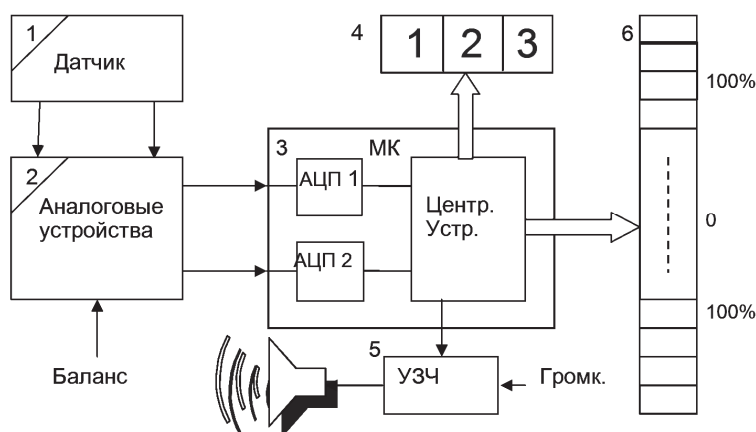 1
Датчик
4
1 2 3
6
100%
2
Аналоговые
устройства
3
МК
АЦП 1
АЦП 2
Центр.
Устр.
0
100%
Баланс
5
УЗЧ
Громк.